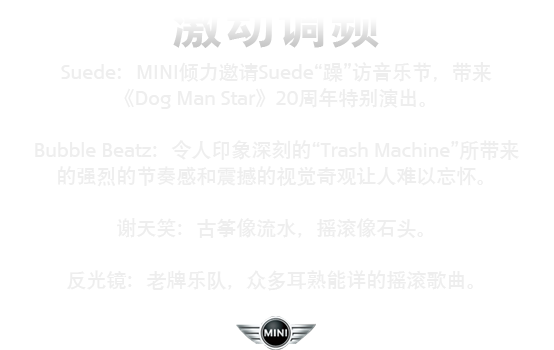 激动调频
Suede：MINI倾力邀请Suede“躁”访音乐节，带来
《Dog Man Star》20周年特别演出。
Bubble Beatz：令人印象深刻的“Trash Machine”所带来
的强烈的节奏感和震撼的视觉奇观让人难以忘怀。
谢天笑：古筝像流水，摇滚像石头。
反光镜：老牌乐队，众多耳熟能详的摇滚歌曲。
MINI